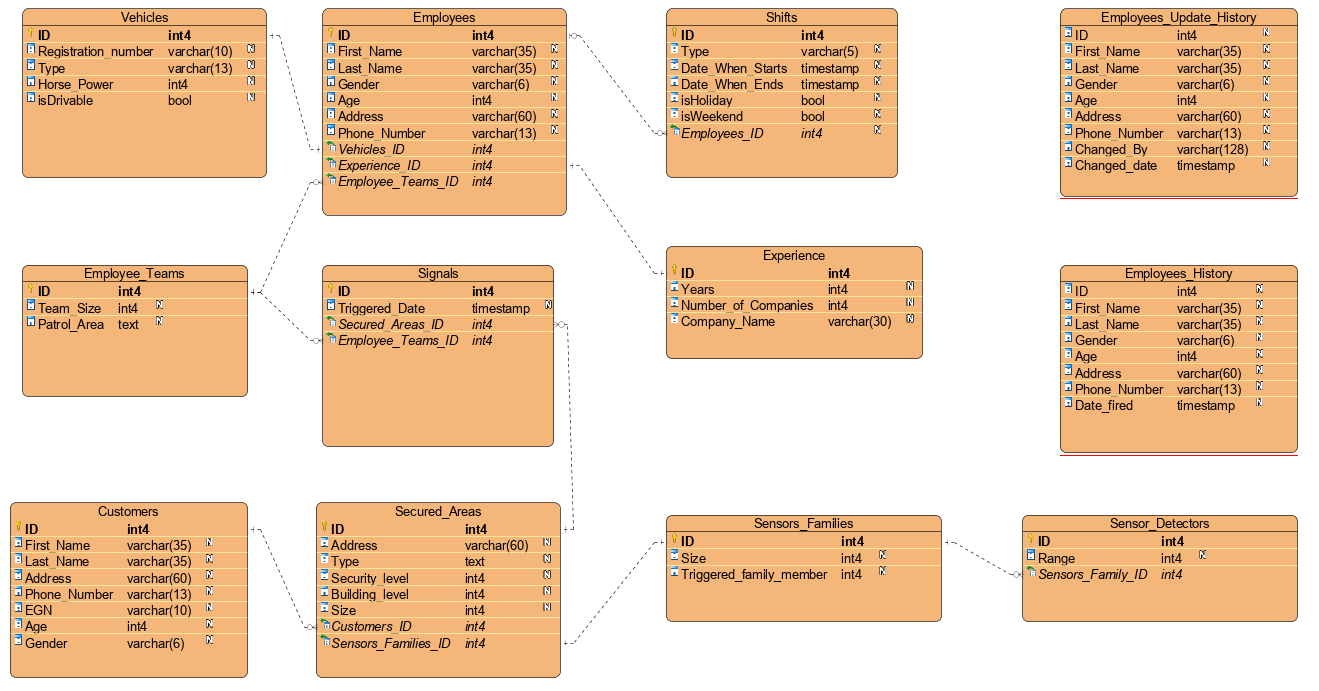 Vehicles
ID int4
Registration_number varchar(10) N
Type varchar(13) N
Horse_Power int4 N
isDrivable bool N
Employees
ID int4
First_Name varchar(35) N
Last_Name varchar(35) N
Gender varchar(6) N
Age int4 N
Address varchar(60) N
Phone_Number varchar(13) N
Vehicles_ID int4
Experience_ID int4
Employee_Teams_ID int4
Shifts
ID int4
Type varchar(5) N
Date_When_Starts timestamp N
Date_When_Ends timestamp N
isHoliday bool N
isWeekend bool N
Employees_ID int4 N
Employees_Update_History
ID int4 N
First_Name varchar(35) N
Last_Name varchar(35) N
Gender varchar(6) N
Age int4 N
Address varchar(60) N
Phone_Number varchar(13) N
Changed_By varchar(128) N
Changed_date timestamp N
Employee_Teams
ID int4
Team_Size int4 N
Patrol_Area text N
Signals
ID int4
Triggered_Date timestamp N
Secured_Areas_ID int4
Employee_Teams_ID int4
Experience
ID int4
Years int4 N
Number_of_Companies int4 N
Company_Name varchar(30) N
Employees_History
ID int4 N
First_Name varchar(35) N
Last_Name varchar(35) N
Gender varchar(6) N
Age int4 N
Address varchar(60) N
Phone_Number varchar(13) N
Date_fired timestamp N
Customers
ID int4
First_Name varchar(35) N
Last_Name varchar(35) N
Address varchar(60) N
Phone_Number varchar(13) N
EGN varchar(10) N
Age int4 N
Gender varchar(6) N
Secured_Areas
ID int4
Address varchar(60) N
Type text N
Security_level int4 N
Building_level int4 N
Size int4 N
Customers_ID int4
Sensors_Families_ID int4
Sensors_Families
ID int4
Size int4 N
Triggered_family_member int4 N
Sensor_Detectors
ID int4
Range int4 N
Sensors_Family_ID int4